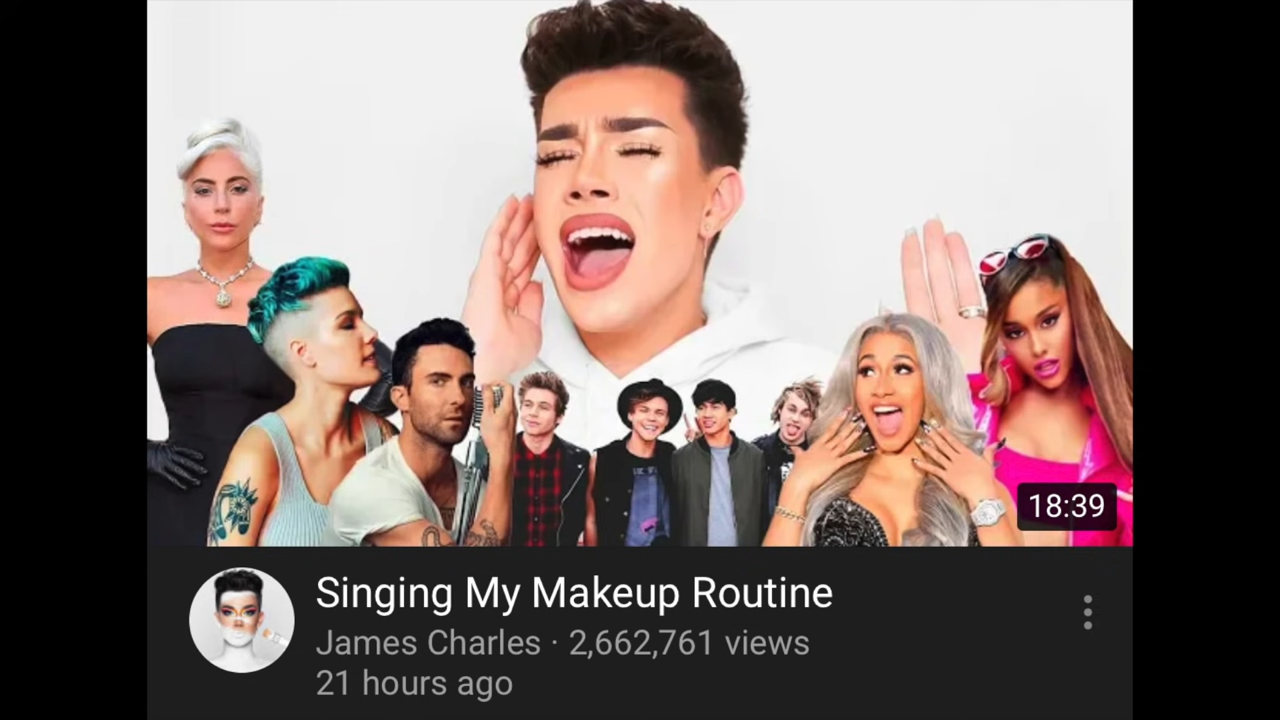 18:39
Singing My Makeup Routine
James Charles · 2,662,761 views
21 hours ago